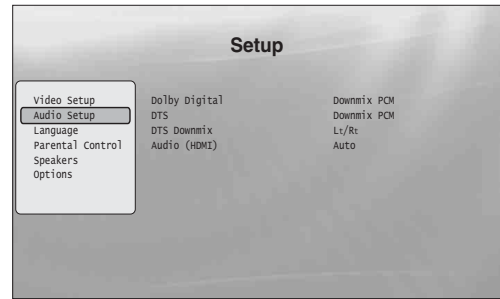 Setup
Video Setup
Audio Setup
Language
Parental Control
Speakers
Options
Dolby Digital Downmix PCM
DTS Downmix PCM
DTS Downmix Lt/Rt
Audio (HDMI) Auto